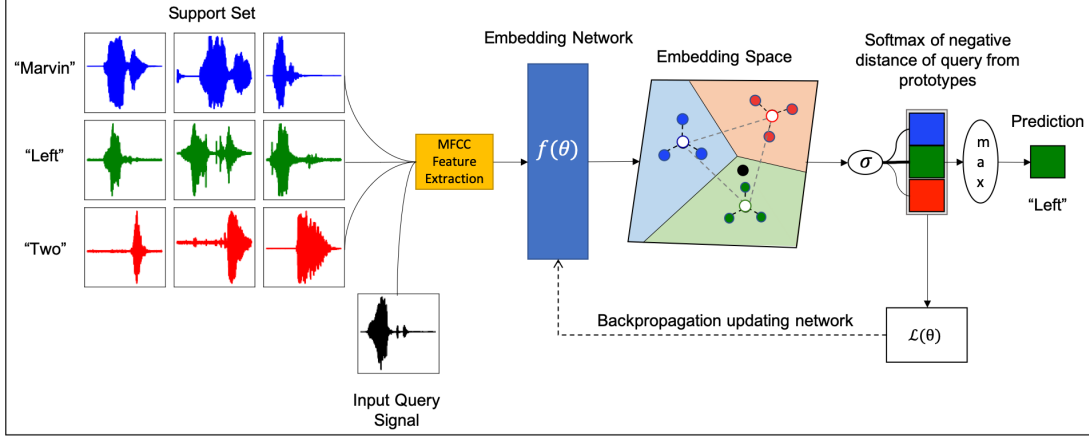 Support Set
“Marvin”
“Left”
“Two”
MFCC
Feature
Extraction
Input Query
Signal
Embedding Network
f(θ)
Embedding Space
Softmax of negative
distance of query from
prototypes
σ
m
a
x
Prediction
“Left”
Backpropagation updating network
ℒ(θ)